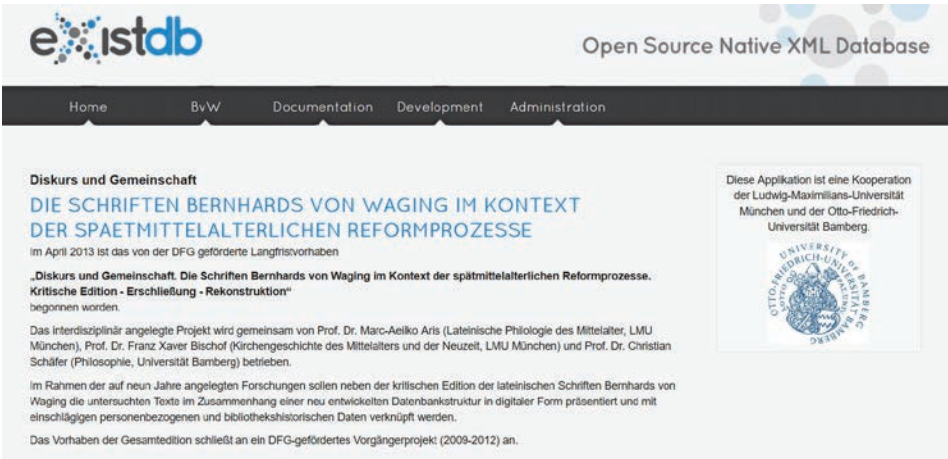 existdb
Open Source Native XML Database
Home BvW Documentation Development Administration
Diskurs und Gemeinschaft
DIE SCHRIFTEN BERNHARDS VON WAGING IM KONTEXT
DER SPAETMITTELALTERLICHEN REFORMPROZESSE
Im April 2013 ist das von der DFG geförderte Langfristvorhaben
„Diskurs und Gemeinschaft. Die Schriften Bernhards von Waging im Kontext der spätmittelalterlichen Reformprozesse.
Kritische Edition - Erschließung - Rekonstruktion“
begonnen worden.
Das interdisziplinär angelegte Projekt wird gemeinsam von Prof. Dr. Marc-Aeilko Aris (Lateinische Philologie des Mittelalter, LMU
München), Prof. Dr. Franz Xaver Bischof (Kirchengeschichte des Mittelalters und der Neuzeit, LMU München) und Prof. Dr. Christian
Schäfer (Philosophie, Universität Bamberg) betrieben.
Im Rahmen der auf neun Jahre angelegten Forschungen sollen neben der kritischen Edition der lateinischen Schriften Bernhards von
Waging die untersuchten Texte im Zusammenhang einer neu entwickelten Datenbankstruktur in digitaler Form präsentiert und mit
einschlägigen personenbezogenen und bibliothekshistorischen Daten verknüpft werden.
Das Vorhaben der Gesamtedition schließt an ein DFG-gefördertes Vorgängerprojekt (2009-2012) an.
Diese Applikation ist eine Kooperation
der Ludwig-Maximilians-Universität
München und der Otto-Friedrich-
Universität Bamberg.
UNIVERSITY of BAMBERG
OTTO-FRIEDRICH-UNIVERSITÄT BAMBERG